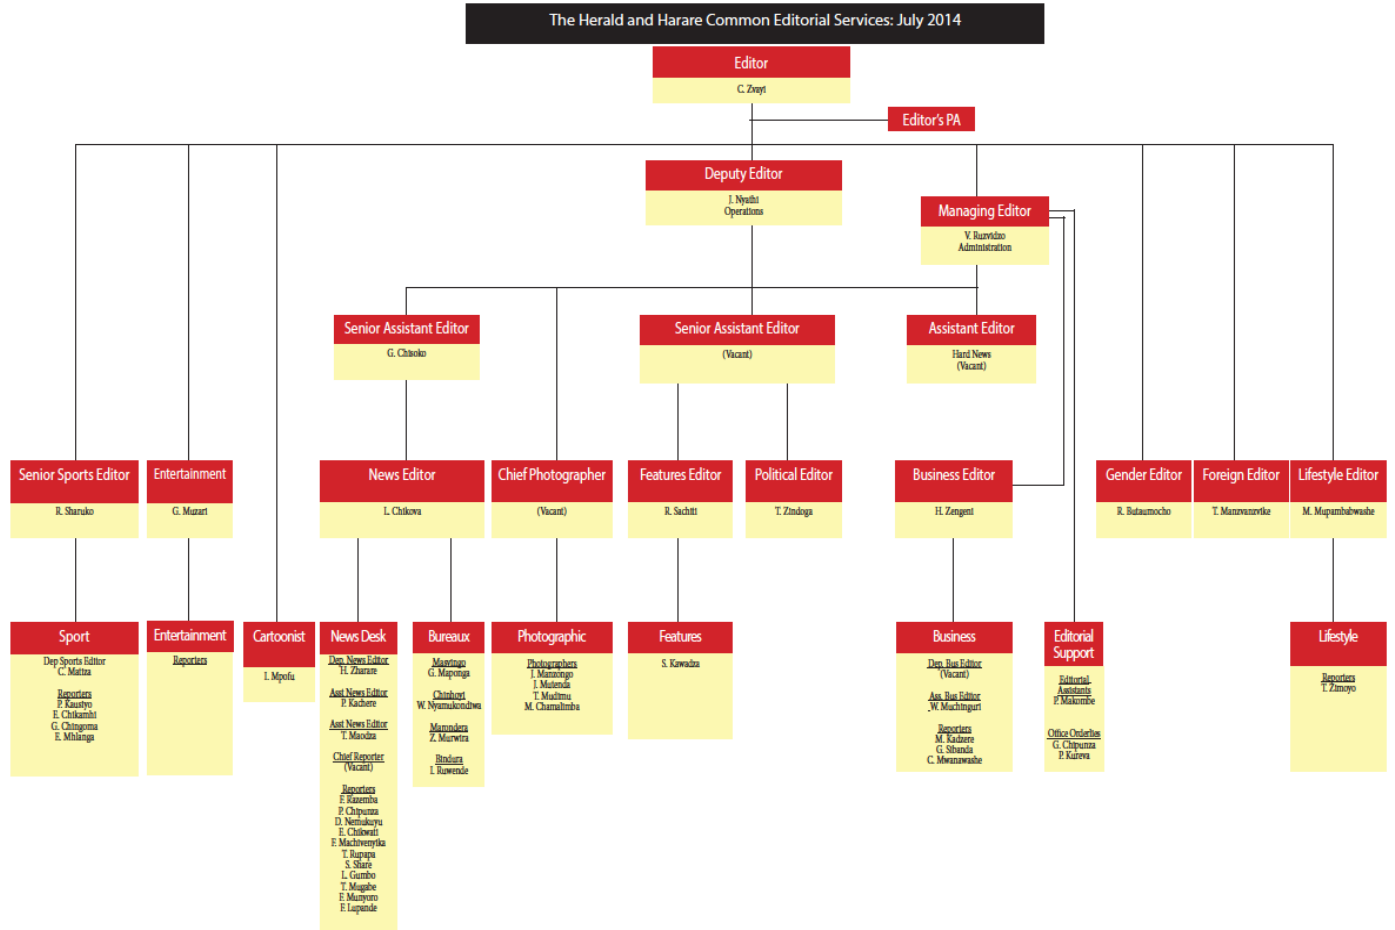 The Herald and Harare Common Editorial Services: July 2014
Editor
C. Zvayi
Editor's PA
Deputy Editor
J. Nyathi
Operations
Managing Editor
V. Ruzvidzo
Administration
Senior Assistant Editor
G. Chisoko
Senior Assistant Editor
(Vacant)
Assistant Editor
Hard News
(Vacant)
Senior Sports Editor
R. Sharuko
Entertainment
G. Muzari
News Editor
L. Chikova
Chief Photographer
(Vacant)
Features Editor
R. Sachiti
Political Editor
T. Zindoga
Business Editor
H. Zengeni
Gender Editor
R. Butaumocho
Foreign Editor
T. Manzvanzvike
Lifestyle Editor
M. Mupambabwashe
Sport
Dep Sports Editor
C. Matiza
Reporters
P. Kausiyo
E. Chikamhi
G. Chingoma
E. Mhlanga
Entertainment
Reporters
Cartoonist
I. Mpofu
News Desk
Dep. News Editor
H. Zharare
Asst News Editor
P. Kachere
Asst News Editor
T. Maodza
Chief Reporter
(Vacant)
Reporters
F. Razemba
P. Chipunza
D. Nemukuyu
E. Chikwati
F. Machivenyika
T. Rupapa
S. Share
L. Gumbo
T. Mugabe
F. Munyoro
F. Lupande
Bureaux
Masvingo
G. Maponga
Chinhoyi
W. Nyamukondiwa
Marondera
Z. Murwira
Bindura
I. Ruwende
Photographic
Photographers
J. Manzongo
J. Mutenda
T. Mudimu
M. Chamalimba
Features
S. Kawadza
Business
Dep. Bus Editor
(Vacant)
Ass. Bus Editor
W. Muchinguri
Reporters
M. Kadzere
G. Sibanda
C. Mwanawashe
Editorial
Support
Editorial
Assistants
P. Makombe
Office Orderlies
G. Chipunza
P. Kureva
Lifestyle
Reporters
T. Zimoyo